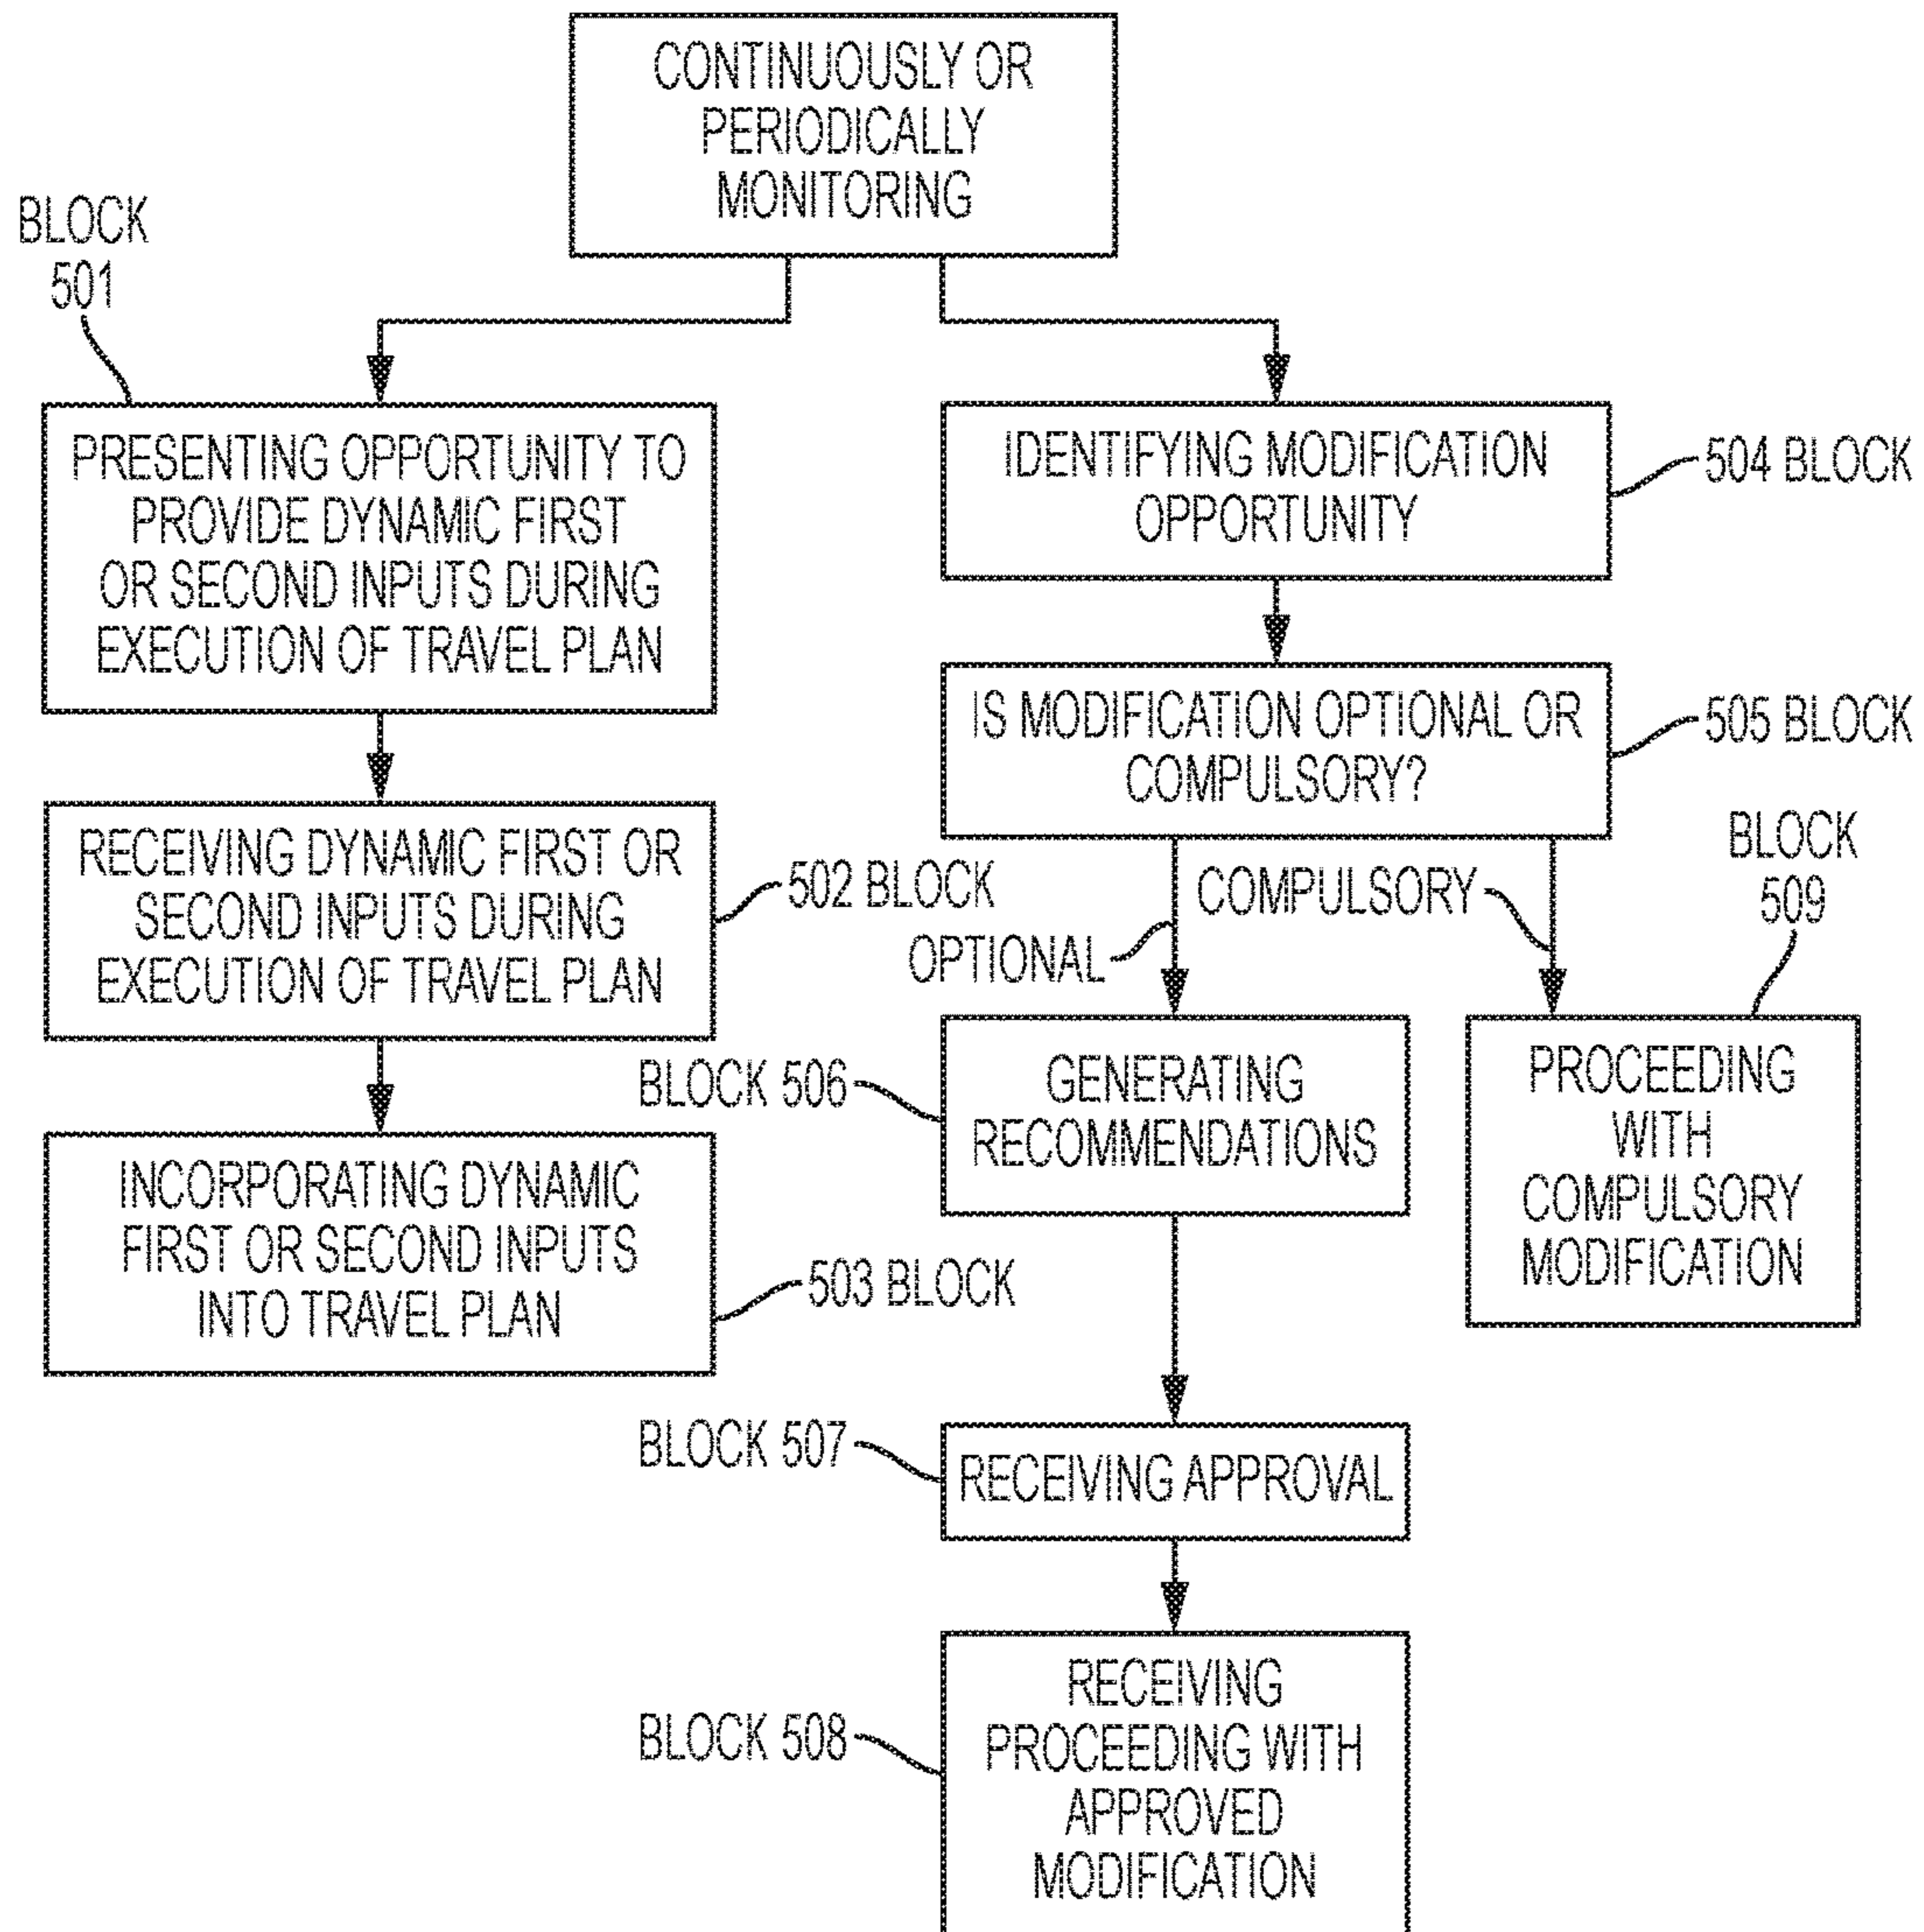 CONTINUOUSLY OR
PERIODICALLY
MONITORING
BLOCK
501
PRESENTING OPPORTUNITY TO
PROVIDE DYNAMIC FIRST
OR SECOND INPUTS DURING
EXECUTION OF TRAVEL PLAN
RECEIVING DYNAMIC FIRST OR
SECOND INPUTS DURING
EXECUTION OF TRAVEL PLAN
502 BLOCK
INCORPORATING DYNAMIC
FIRST OR SECOND INPUTS
INTO TRAVEL PLAN
503 BLOCK
IDENTIFYING MODIFICATION
OPPORTUNITY
504 BLOCK
IS MODIFICATION OPTIONAL OR
COMPULSORY?
505 BLOCK
OPTIONAL
COMPULSORY
BLOCK
509
BLOCK 506
GENERATING
RECOMMENDATIONS
PROCEEDING
WITH
COMPULSORY
MODIFICATION
BLOCK 507
RECEIVING APPROVAL
BLOCK 508
RECEIVING
PROCEEDING WITH
APPROVED
MODIFICATION